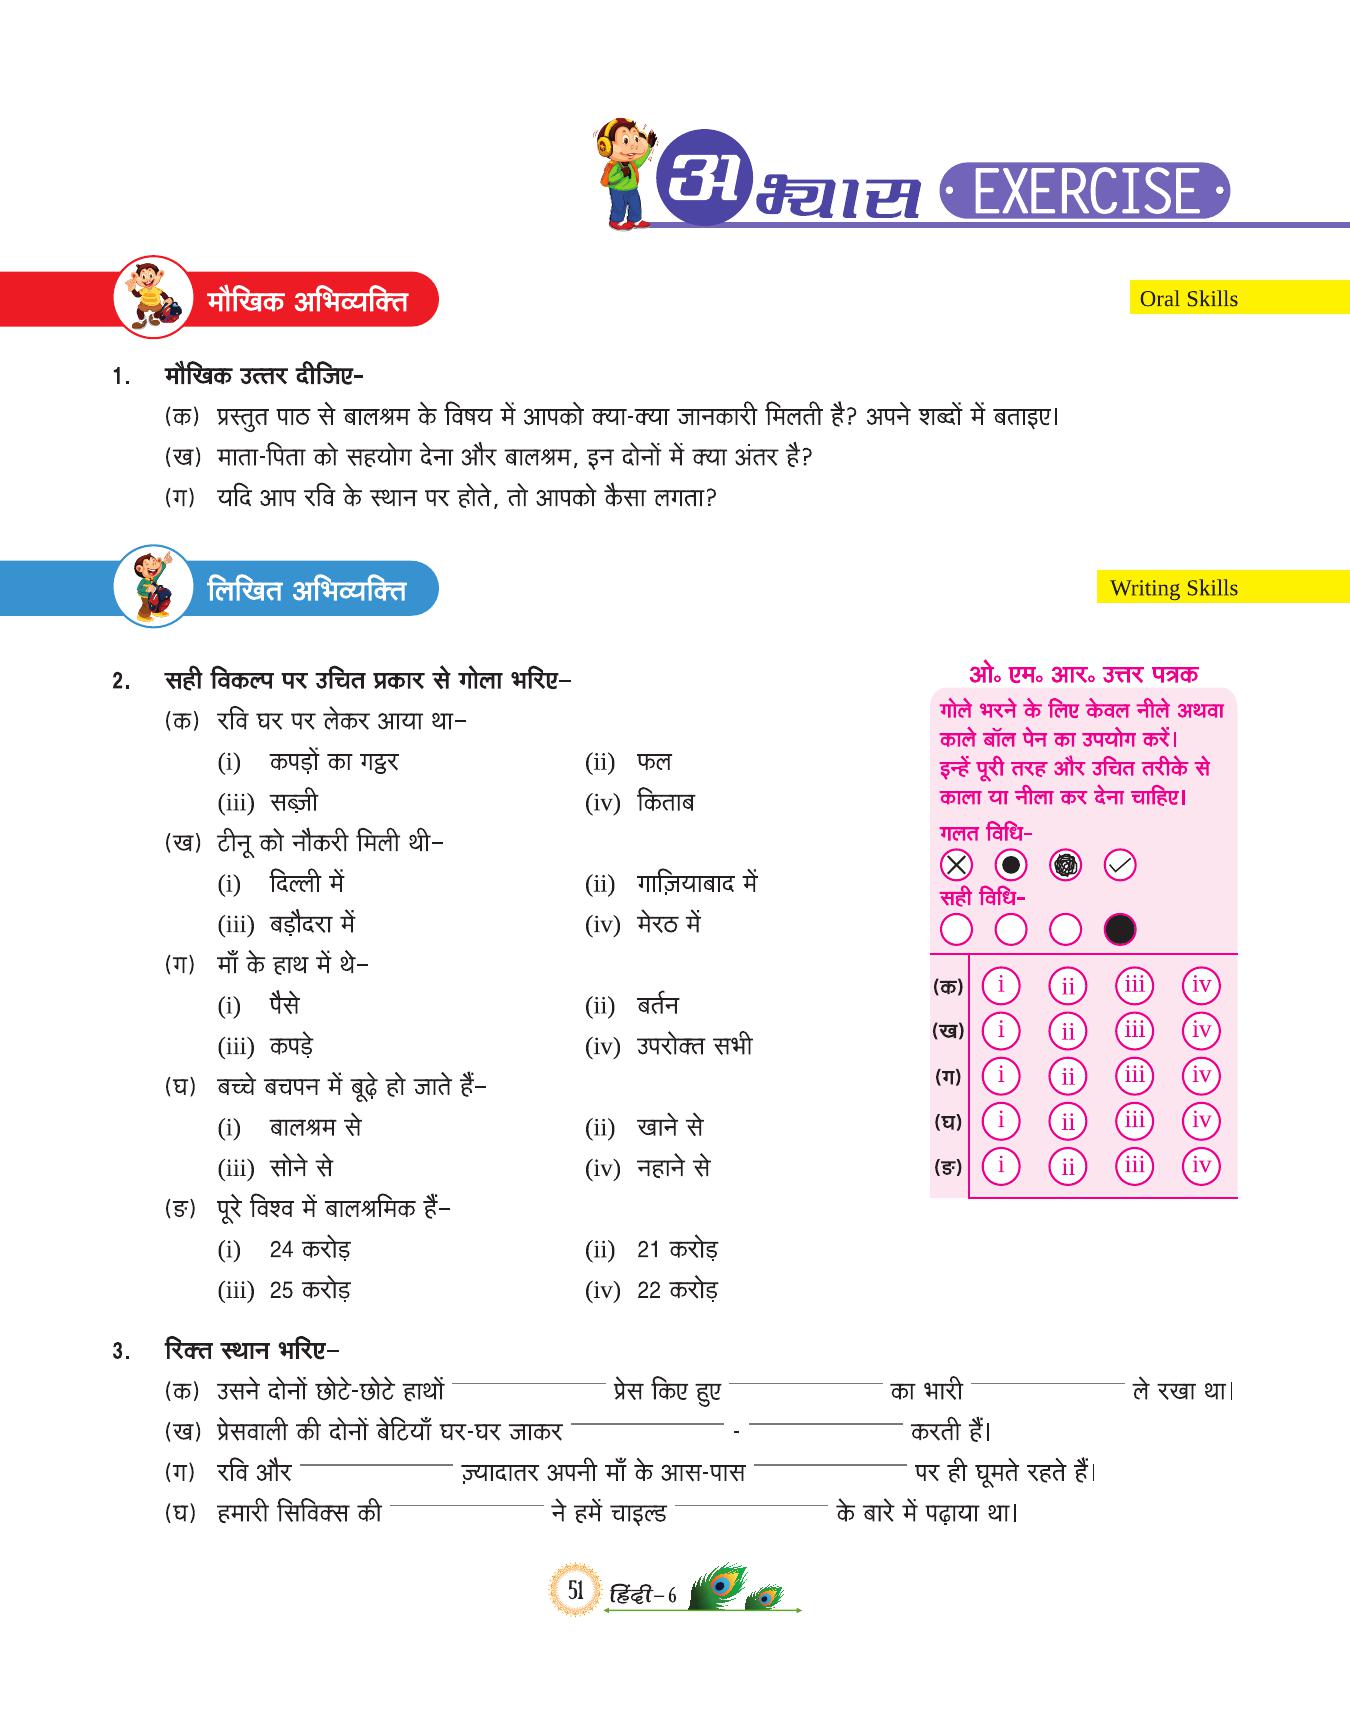 अभ्यास EXERCISE
मौखिक अभिव्यक्ति
Oral Skills
1. मौखिक उत्तर दीजिए–
(क) प्रस्तुत पाठ से बालश्रम के विषय में आपको क्या-क्या जानकारी मिलती है? अपने शब्दों में बताइए।
(ख) माता-पिता को सहयोग देना और बालश्रम, इन दोनों में क्या अंतर है?
(ग) यदि आप रवि के स्थान पर होते, तो आपको कैसा लगता?
लिखित अभिव्यक्ति
Writing Skills
2. सही विकल्प पर उचित प्रकार से गोला भरिए–
(क) रवि घर पर लेकर आया था–
(i) कपड़ों का गट्ठर (ii) फल
(iii) सब्ज़ी (iv) किताब
(ख) टीनू को नौकरी मिली थी–
(i) दिल्ली में (ii) गाज़ियाबाद में
(iii) बड़ौदरा में (iv) मेरठ में
(ग) माँ के हाथ में थे–
(i) पैसे (ii) बर्तन
(iii) कपड़े (iv) उपरोक्त सभी
(घ) बच्चे बचपन में बूढ़े हो जाते हैं–
(i) बालश्रम से (ii) खाने से
(iii) सोने से (iv) नहाने से
(ङ) पूरे विश्व में बालश्रमिक हैं–
(i) 24 करोड़ (ii) 21 करोड़
(iii) 25 करोड़ (iv) 22 करोड़
ओ॰ एम॰ आर॰ उत्तर पत्रक
गोले भरने के लिए केवल नीले अथवा
काले बॉल पेन का उपयोग करें।
इन्हें पूरी तरह और उचित तरीके से
काला या नीला कर देना चाहिए।
गलत विधि–
सही विधि–
(क) i ii iii iv
(ख) i ii iii iv
(ग) i ii iii iv
(घ) i ii iii iv
(ङ) i ii iii iv
3. रिक्त स्थान भरिए–
(क) उसने दोनों छोटे-छोटे हाथों __________ प्रेस किए हुए __________ का भारी __________ ले रखा था।
(ख) प्रेसवाली की दोनों बेटियाँ घर-घर जाकर __________ - __________ करती हैं।
(ग) रवि और __________ ज़्यादातर अपनी माँ के आस-पास __________ पर ही घूमते रहते हैं।
(घ) हमारी सिविक्स की __________ ने हमें चाइल्ड __________ के बारे में पढ़ाया था।
51 हिंदी–6